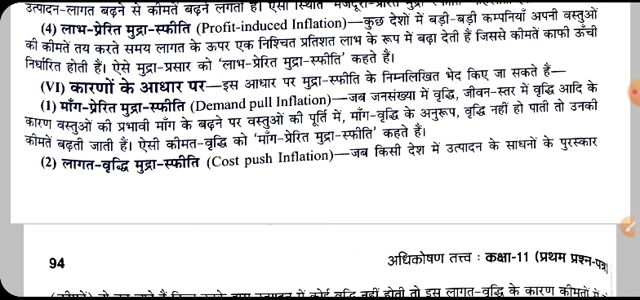 उत्पादन-लागत बढ़ने से कीमतें बढ़ने लगती हैं। ऐसी स्थिति
(4) लाभ-प्रेरित मुद्रा-स्फीति (Profit-induced Inflation)—कुछ देशों में बड़ी-बड़ी कम्पनियाँ अपनी वस्तुओं
की कीमतें तय करते समय लागत के ऊपर एक निश्चित प्रतिशत लाभ के रूप में बढ़ा देती हैं जिससे कीमतें काफी ऊँची
निर्धारित होती हैं। ऐसे मुद्रा-प्रसार को 'लाभ-प्रेरित मुद्रा-स्फीति' कहते हैं।
(VI) कारणों के आधार पर—इस आधार पर मुद्रा-स्फीति के निम्नलिखित भेद किए जा सकते हैं—
(1) माँग-प्रेरित मुद्रा-स्फीति (Demand pull Inflation)—जब जनसंख्या में वृद्धि, जीवन-स्तर में वृद्धि आदि के
कारण वस्तुओं की प्रभावी माँग के बढ़ने पर वस्तुओं की पूर्ति में, माँग-वृद्धि के अनुरूप, वृद्धि नहीं हो पाती तो उनकी
कीमतें बढ़ती जाती हैं। ऐसी कीमत-वृद्धि को 'माँग-प्रेरित मुद्रा-स्फीति' कहते हैं।
(2) लागत-वृद्धि मुद्रा-स्फीति (Cost push Inflation)—जब किसी देश में उत्पादन के साधनों के पुरस्कार
94
अधिकोषण तत्त्व : कक्षा-11 (प्रथम प्रश्न-पत्र)
में कोई वृद्धि नहीं होती तो इस लागत-वृद्धि के कारण कीमतों में